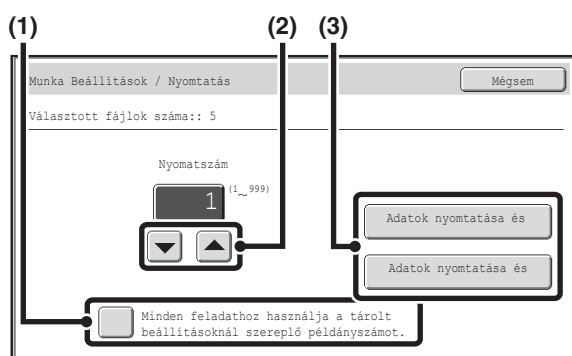 (1) (2) (3)
Munka Beállítások / Nyomtatás
Mégsem
Választott fájlok száma:: 5
Nyomatszám
1
(1~999)
Adatok nyomtatása és
Adatok nyomtatása és
Minden feladathoz használja a tárolt
beállításoknál szereplő példányszámot.